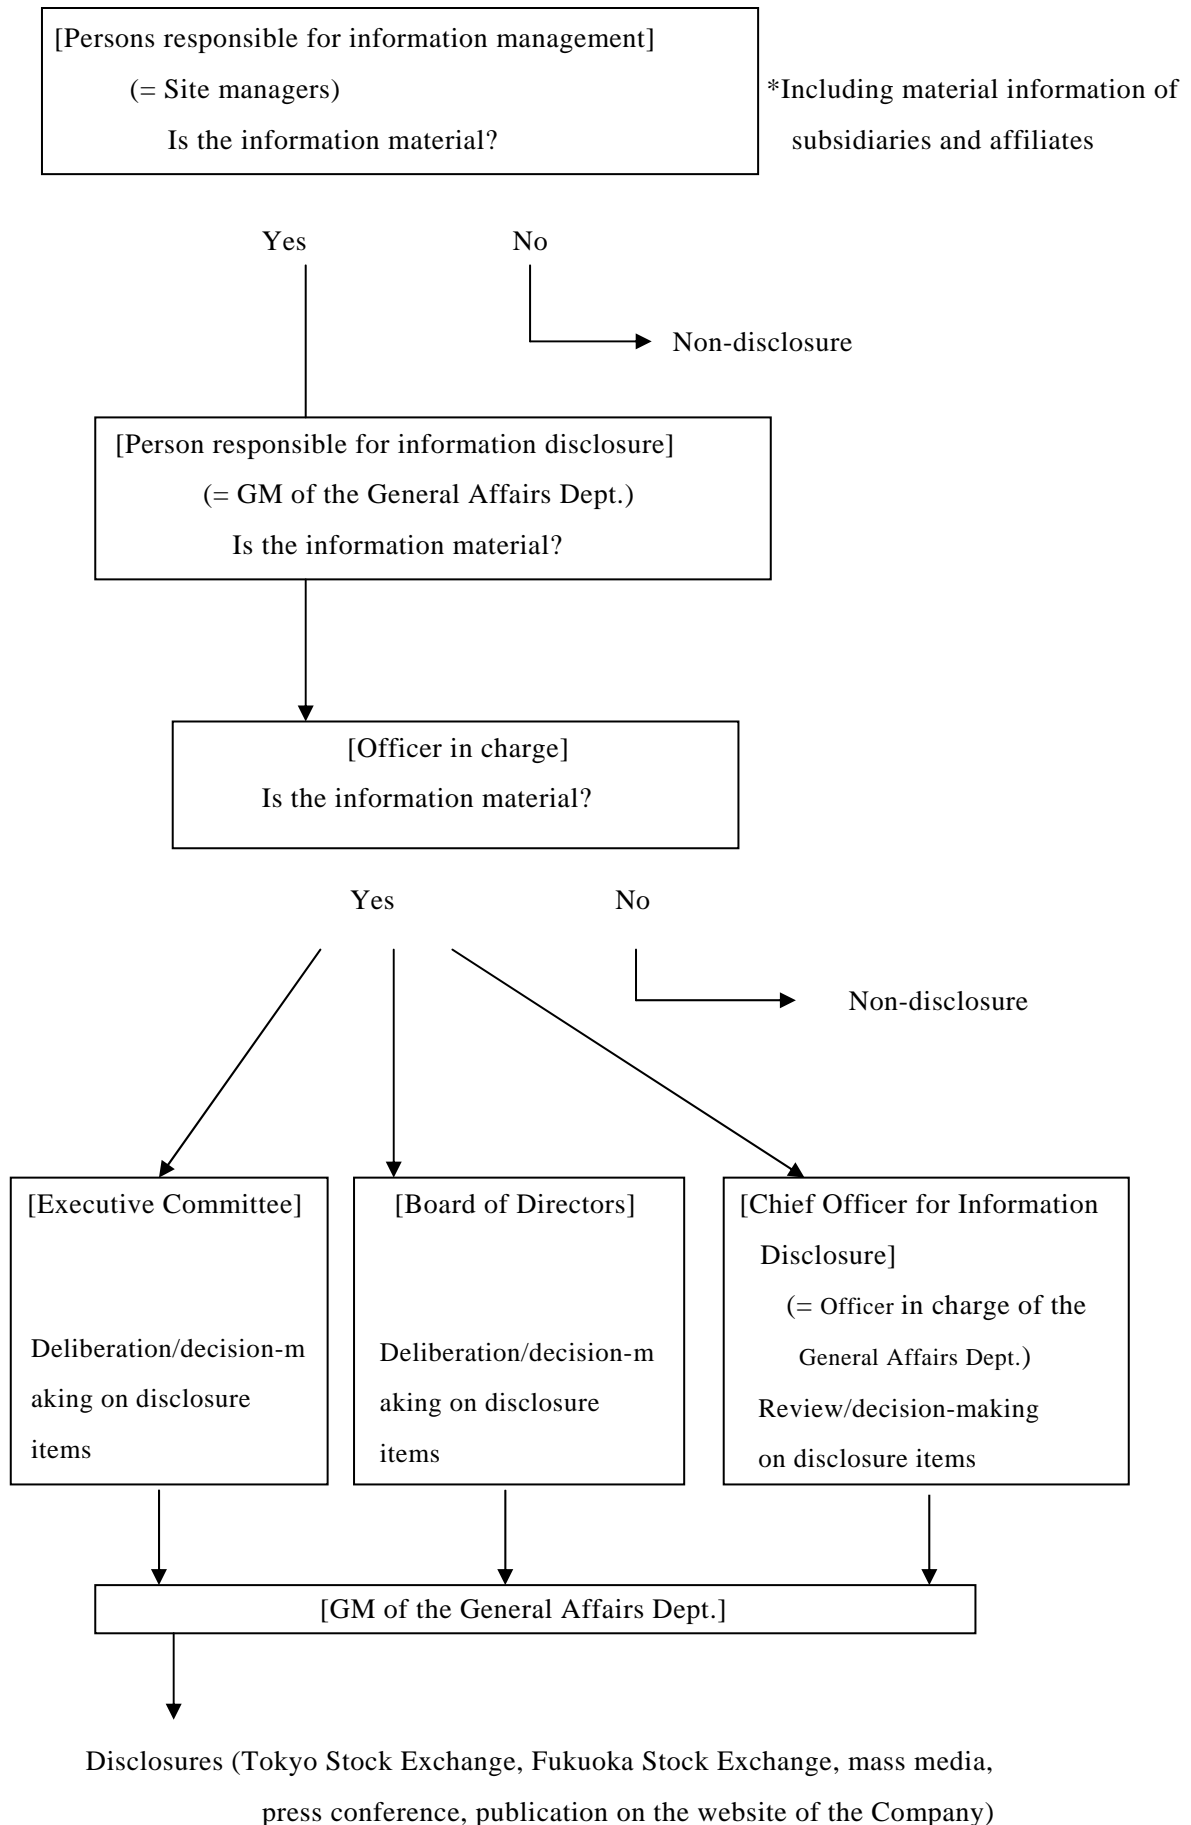 [Persons responsible for information management]
(= Site managers)
Is the information material?
*Including material information of
subsidiaries and affiliates
Yes
No
Non-disclosure
[Person responsible for information disclosure]
(= GM of the General Affairs Dept.)
Is the information material?
[Officer in charge]
Is the information material?
Yes
No
Non-disclosure
[Executive Committee]
Deliberation/decision-m
aking on disclosure
items
[Board of Directors]
Deliberation/decision-m
aking on disclosure
items
[Chief Officer for Information
Disclosure]
(= Officer in charge of the
General Affairs Dept.)
Review/decision-making
on disclosure items
[GM of the General Affairs Dept.]
Disclosures (Tokyo Stock Exchange, Fukuoka Stock Exchange, mass media,
press conference, publication on the website of the Company)